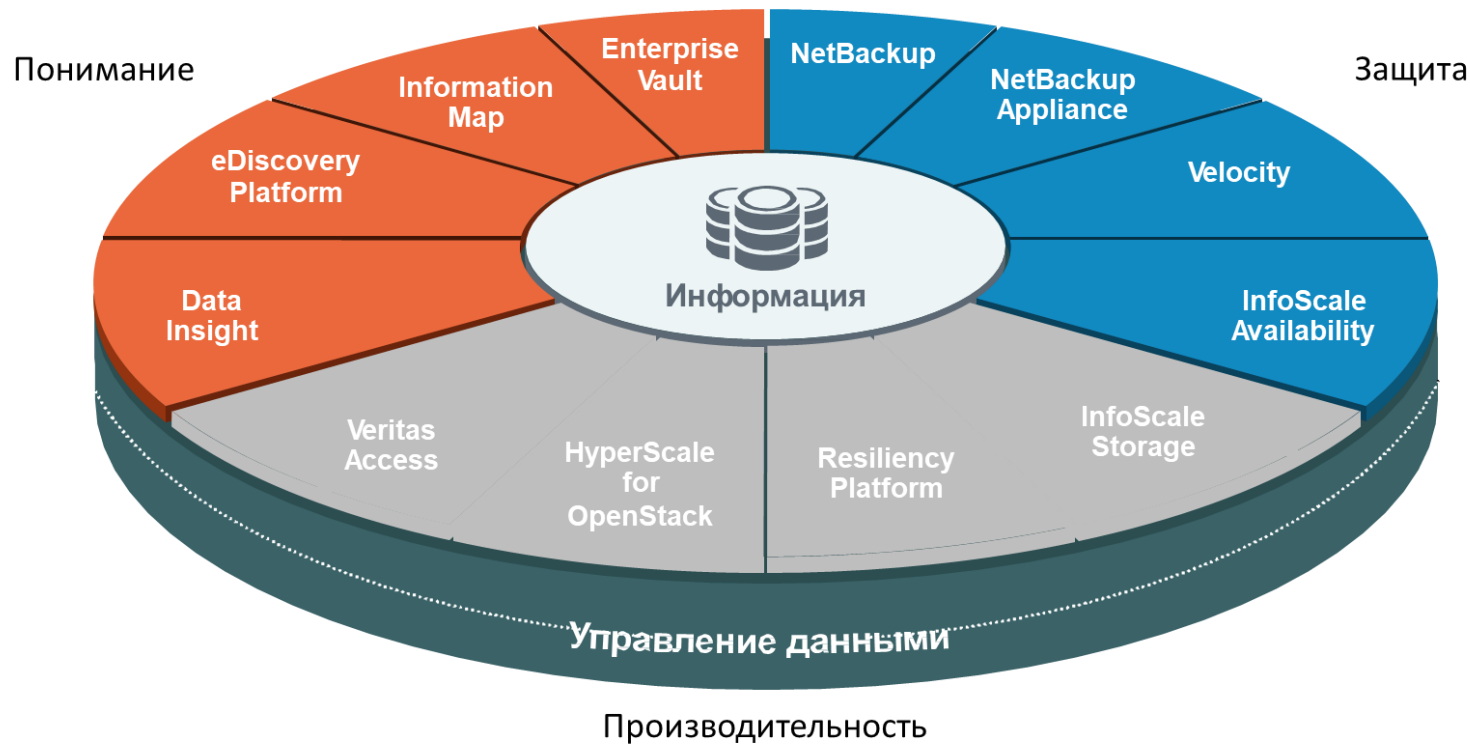 Понимание
Защита
Enterprise
Vault
NetBackup
Information
Map
NetBackup
Appliance
eDiscovery
Platform
Velocity
Информация
Data
Insight
InfoScale
Availability
Veritas
Access
HyperScale
for
OpenStack
Resiliency
Platform
InfoScale
Storage
Управление данными
Производительность